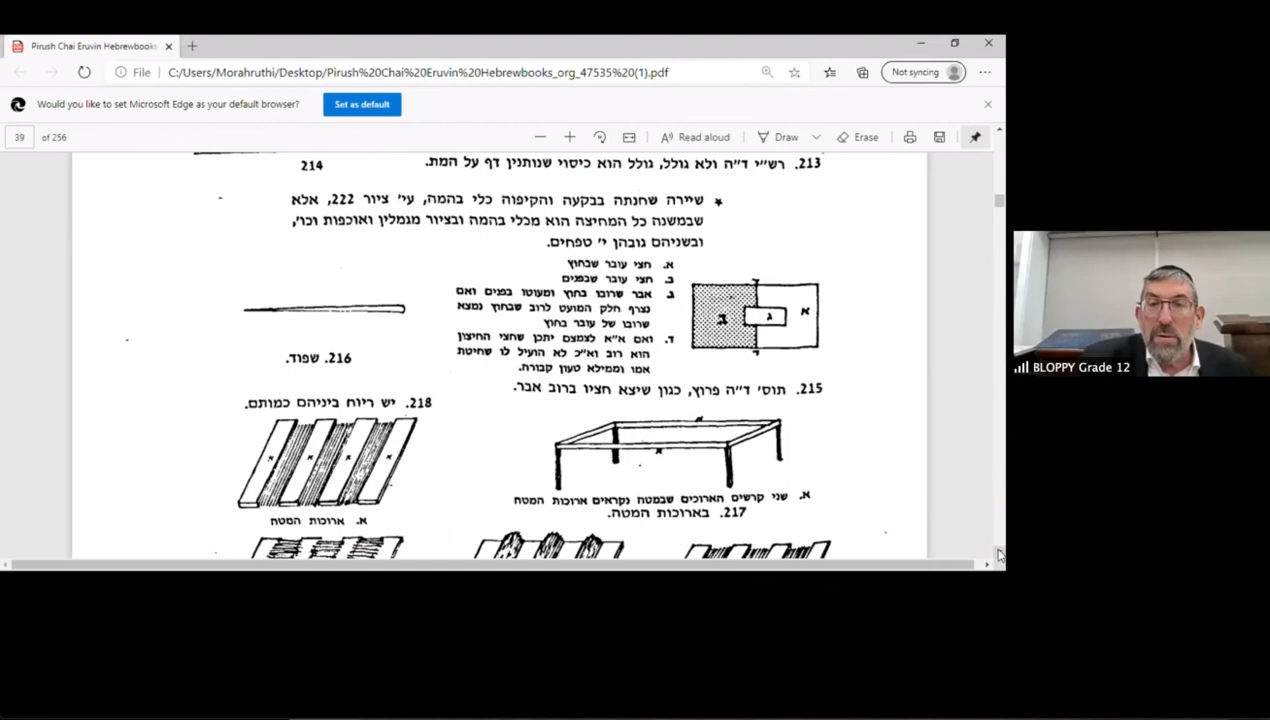 Pirush Chai Eruvin Hebrewbooks
File C:/Users/Morahruthi/Desktop/Pirush%20Chai%20Eruvin%20Hebrewbooks_org_47535%20(1).pdf
Not syncing
Would you like to set Microsoft Edge as your default browser?
Set as default
39 of 256
Read aloud
Draw
Erase
213. רש״י ד״ה ולא גולל, גולל הוא כיסוי שנותנין דף על המת.
214
* שיירה שחנתה בבקעה והקיפוה כלי בהמה, עי׳ ציור 222, אלא
שבמשנה כל המחיצה הוא מכלי בהמה ובציור מגמלין ואוכפות וכו׳,
ובשניהם גובהן י׳ טפחים.
א. חצי עובר שבחוץ
ב. חצי עובר שבפנים
ג. אבר שרובו בחוץ ומעוטו בפנים ואם
נצרף חלק המועט לרוב שבחוץ נמצא
שרובו של עובר בחוץ
ד. ואם א״א לצמצם יתכן שחצי החיצון
הוא רוב וא״כ לא הועיל לו שחיטת
אמו וממילא טעון קבורת.
א
ב
ג
ד
ד
215. תוס׳ ד״ה פרוץ, כגון שיצא חציו ברוב אבר.
216. שפוד.
א
א
א. שני קרשים הארוכים שבמטה נקראים ארוכות המטה
217. בארוכות המטה.
218. יש ריוח ביניהם כמותם.
א
א
א
א
א. ארוכות המטה
BLOPPY Grade 12